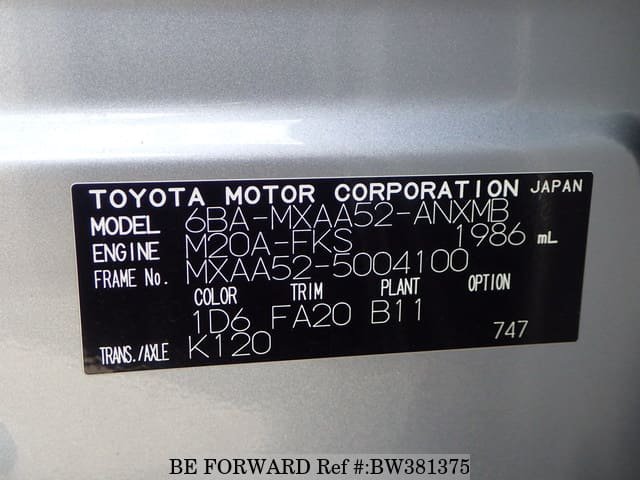 TOYOTA MOTOR CORPORATION JAPAN
MODEL 6BA-MXAA52-ANXMB
ENGINE M20A-FKS 1986 mL
FRAME No. MXAA52-5004100
COLOR TRIM PLANT OPTION
1D6 FA20 B11
TRANS./AXLE K120 747
BE FORWARD Ref #:BW381375